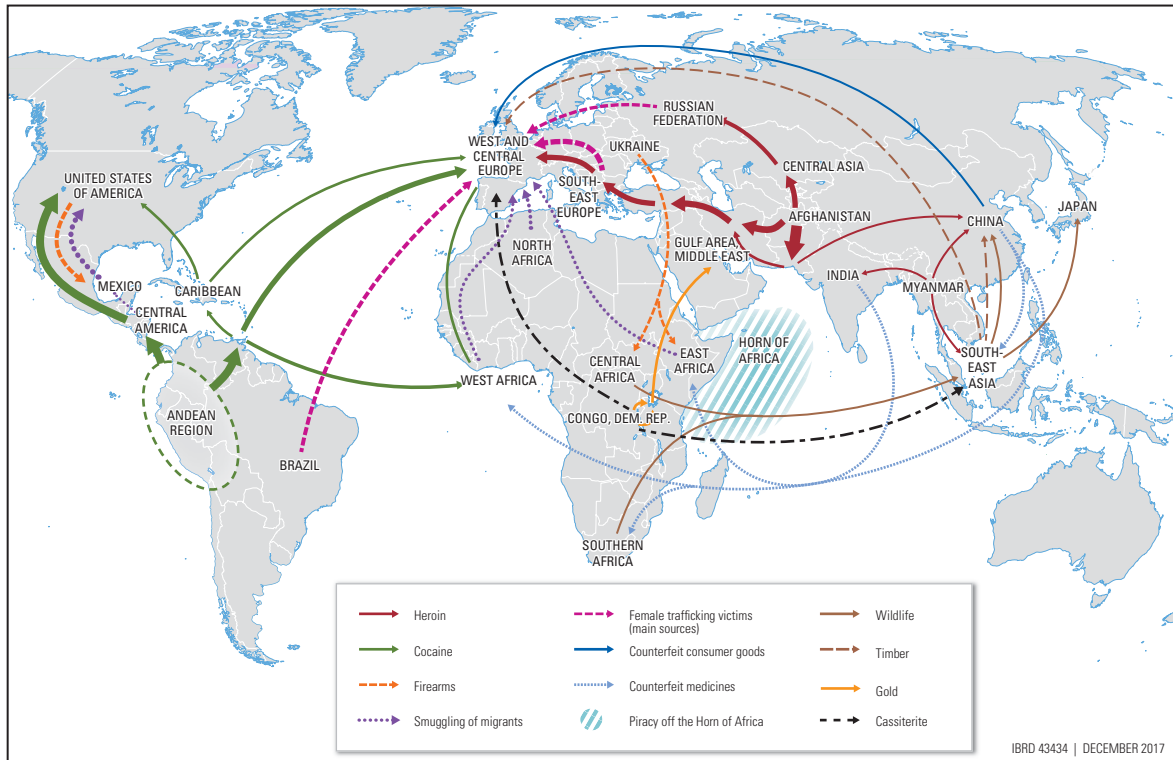 RUSSIAN
FEDERATION
WEST AND
CENTRAL
EUROPE
UKRAINE
CENTRAL ASIA
UNITED STATES
OF AMERICA
SOUTH-
EAST
EUROPE
AFGHANISTAN
JAPAN
CHINA
NORTH
AFRICA
GULF AREA,
MIDDLE EAST
INDIA
MEXICO
CARIBBEAN
MYANMAR
CENTRAL
AMERICA
HORN OF
AFRICA
CENTRAL
AFRICA
EAST
AFRICA
SOUTH-
EAST
ASIA
WEST AFRICA
ANDEAN
REGION
CONGO, DEM. REP.
BRAZIL
SOUTHERN
AFRICA
Heroin
Cocaine
Firearms
Smuggling of migrants
Female trafficking victims
(main sources)
Counterfeit consumer goods
Counterfeit medicines
Piracy off the Horn of Africa
Wildlife
Timber
Gold
Cassiterite
IBRD 43434 | DECEMBER 2017